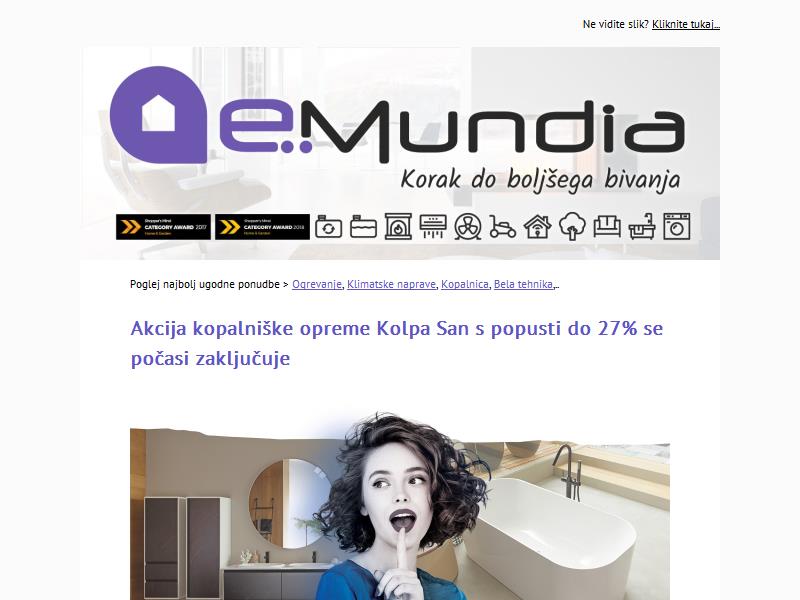 Ne vidite slik? Kliknite tukaj...
eMundia
Korak do boljšega bivanja
Shopper's Mind
CATEGORY AWARD 2017
Home & Garden
Shopper's Mind
CATEGORY AWARD 2018
Home & Garden
Poglej najbolj ugodne ponudbe > Ogrevanje, Klimatske naprave, Kopalnica, Bela tehnika,..
Akcija kopalniške opreme Kolpa San s popusti do 27% se
počasi zaključuje